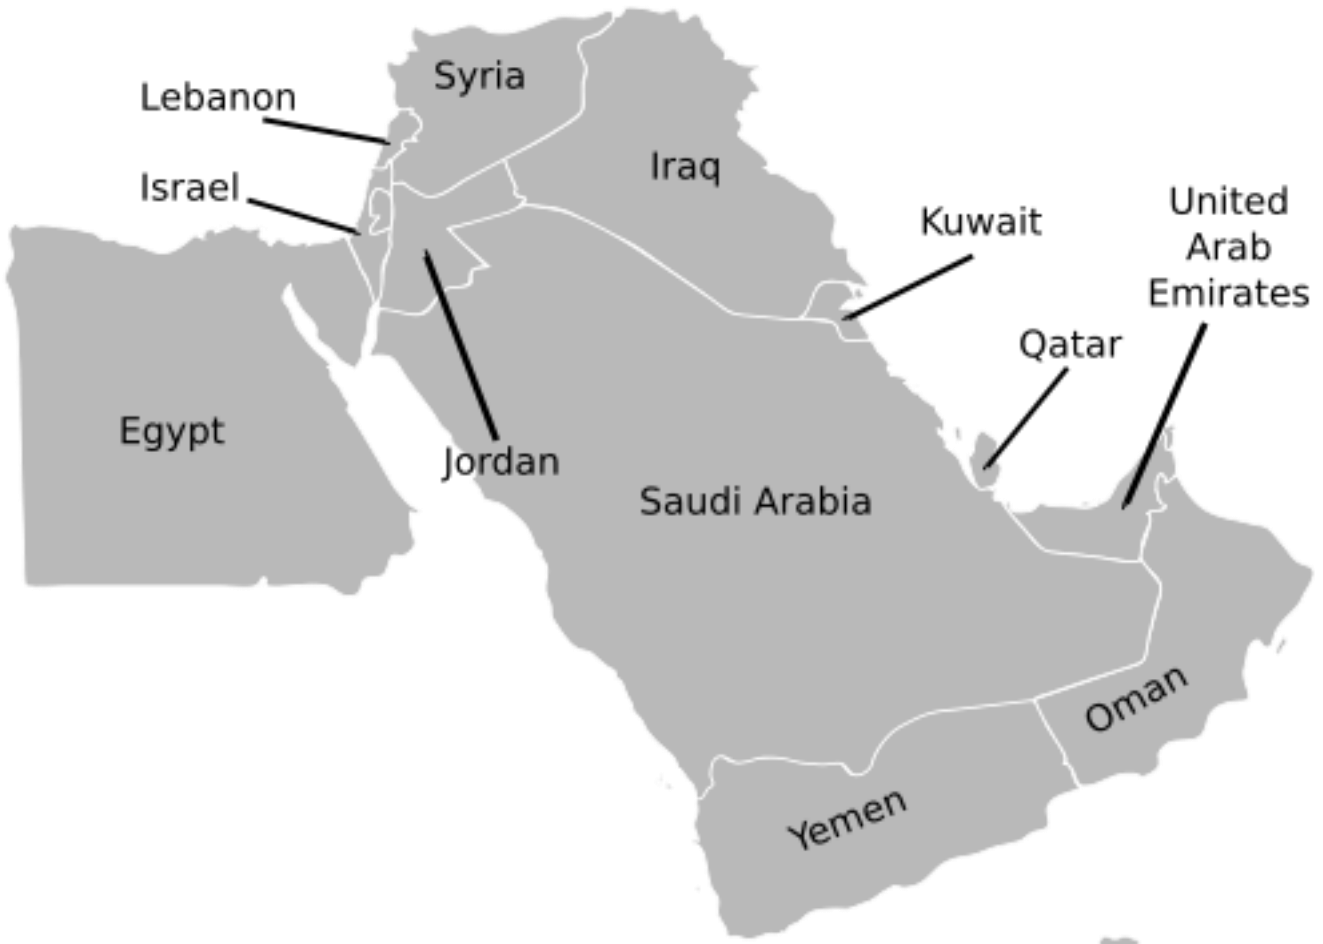 Syria
Lebanon
Iraq
Israel
Kuwait
United
Arab
Emirates
Qatar
Egypt
Jordan
Saudi Arabia
Oman
Yemen